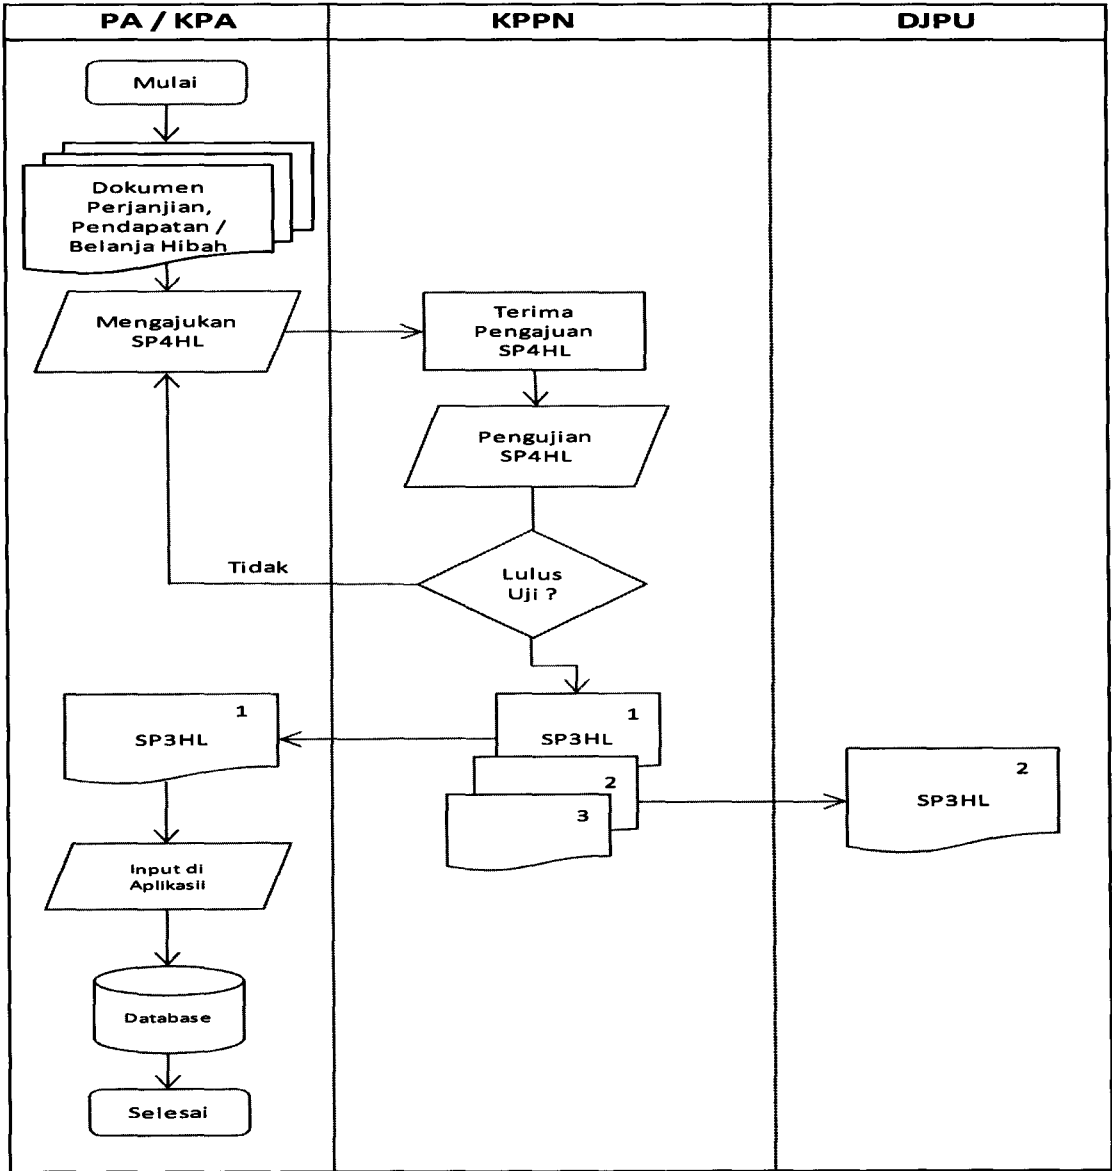 PA / KPA
KPPN
DJPU
Mulai
Dokumen
Perjanjian,
Pendapatan /
Belanja Hibah
Mengajukan
SP4HL
Terima
Pengajuan
SP4HL
Pengujian
SP4HL
Tidak
Lulus
Uji ?
1
SP3HL
1
SP3HL
2
3
2
SP3HL
Input di
Aplikasii
Database
Selesai